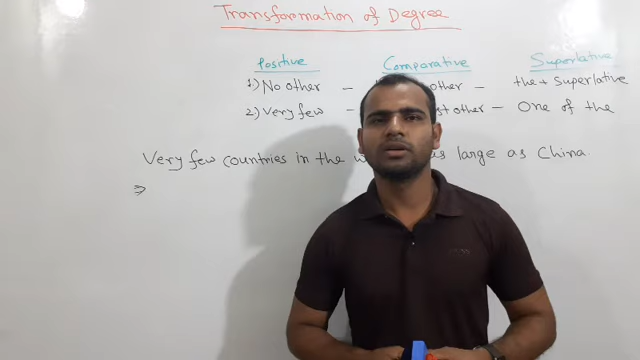 Transformation of Degree
Positive Comparative Superlative
1) No other - other - the + Superlative
2) Very few - st other - One of the
Very few countries in the w as large as China
⇒